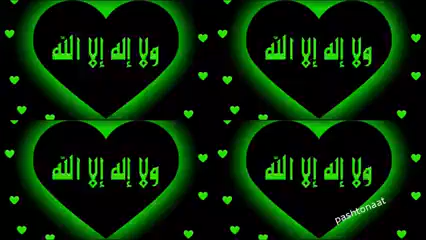 ولا إله إلا الله
ولا إله إلا الله
ولا إله إلا الله
ولا إله إلا الله
pashtonaat